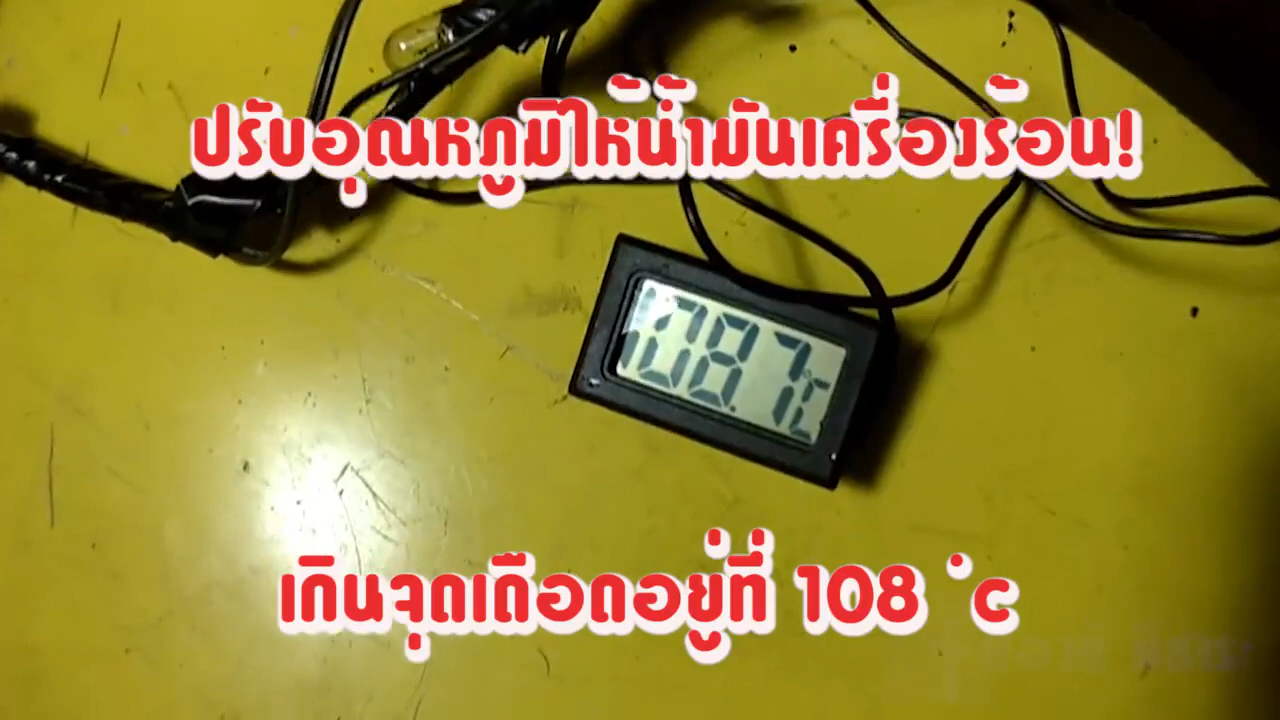 ปรับอุณหภูมิให้น้ำมันเครื่องร้อน!
108.7°C
เกินจุดเดือดอยู่ที่ 108 °c